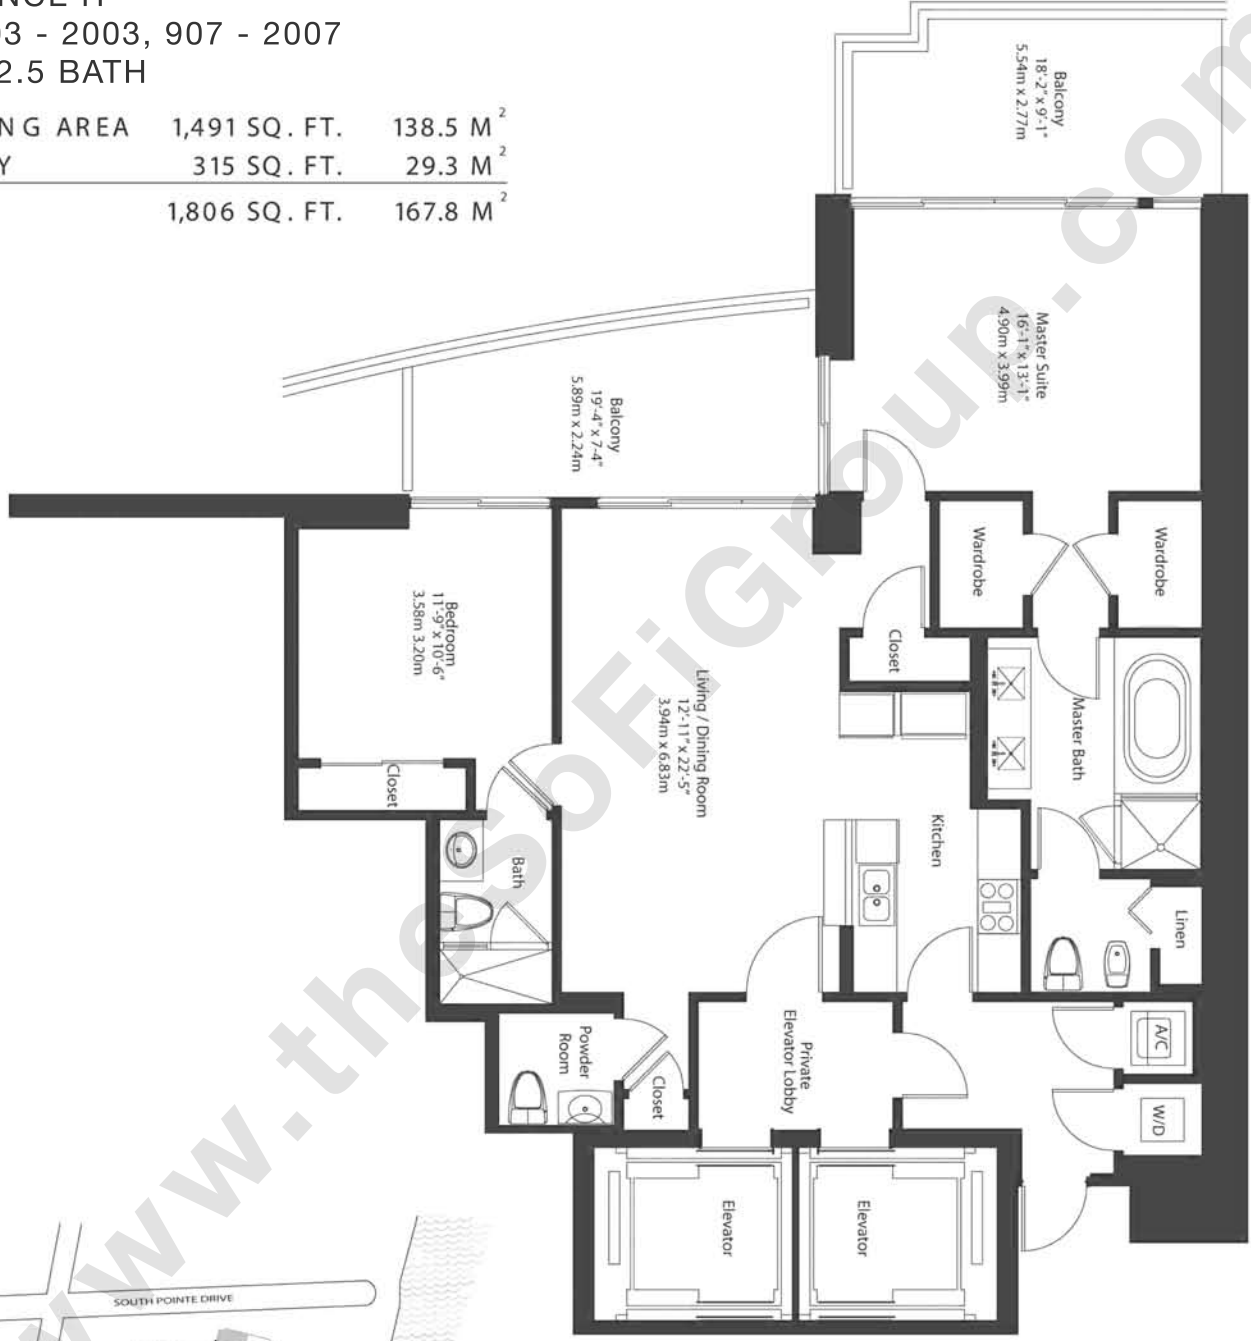 03 - 2003, 907 - 2007
2.5 BATH
NG AREA 1,491 SQ. FT. 138.5 M²
Y 315 SQ. FT. 29.3 M²
1,806 SQ. FT. 167.8 M²
Balcony
18'-2" x 9'-1"
5.54m x 2.77m
Master Suite
16'-1" x 13'-1"
4.90m x 3.99m
Balcony
19'-4" x 7-4"
5.89m x 2.24m
Wardrobe
Wardrobe
Bedroom
11'-9" x 10'-6"
3.58m 3.20m
Closet
Closet
Living / Dining Room
12'-11" x 22'-5"
3.94m x 6.83m
Master Bath
Kitchen
Bath
Linen
Powder
Room
Closet
Private
Elevator Lobby
A/C
W/D
Elevator
Elevator
SOUTH POINTE DRIVE
www.theSoFiGroup.com